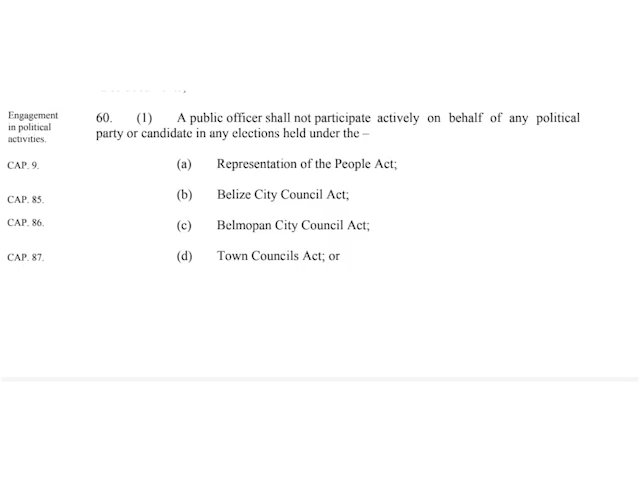 Engagement
in political
activities.
60. (1) A public officer shall not participate actively on behalf of any political
party or candidate in any elections held under the –
CAP. 9. (a) Representation of the People Act;
CAP. 85. (b) Belize City Council Act;
CAP. 86. (c) Belmopan City Council Act;
CAP. 87. (d) Town Councils Act; or